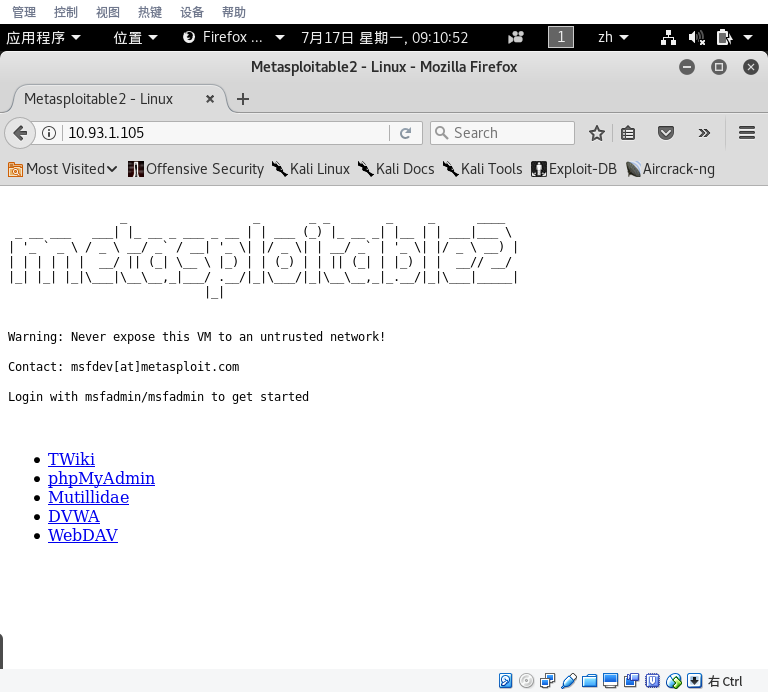 管理 控制 视图 热键 设备 帮助
应用程序 位置 Firefox ... 7月17日 星期一, 09:10:52 1 zh
Metasploitable2 - Linux - Mozilla Firefox
Metasploitable2 - Linux
10.93.1.105 Search
Most Visited Offensive Security Kali Linux Kali Docs Kali Tools Exploit-DB Aircrack-ng
metasploitable2
Warning: Never expose this VM to an untrusted network!
Contact: msfdev[at]metasploit.com
Login with msfadmin/msfadmin to get started
TWiki
phpMyAdmin
Mutillidae
DVWA
WebDAV
右 Ctrl